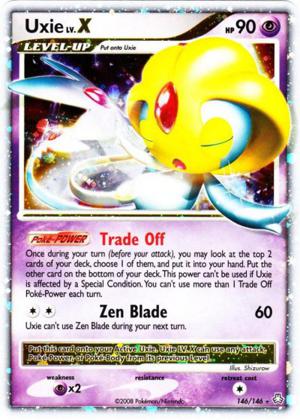 Uxie LV.X
HP 90
LEVEL-UP Put onto Uxie
Poké-POWER Trade Off
Once during your turn (before your attack), you may look at the top 2
cards of your deck, choose 1 of them, and put it into your hand. Put the
other card on the bottom of your deck. This power can't be used if Uxie
is affected by a Special Condition. You can't use more than 1 Trade Off
Poké-POWER each turn.
Zen Blade 60
Uxie can't use Zen Blade during your next turn.
Illus. Shizurow
Put this card onto your Active Uxie. Uxie LV. X can use any attack,
Poké-POWER, or Poké-Body from its previous Level.
weakness resistance retreat cost
×2
©2008 Pokémon/Nintendo
146/146